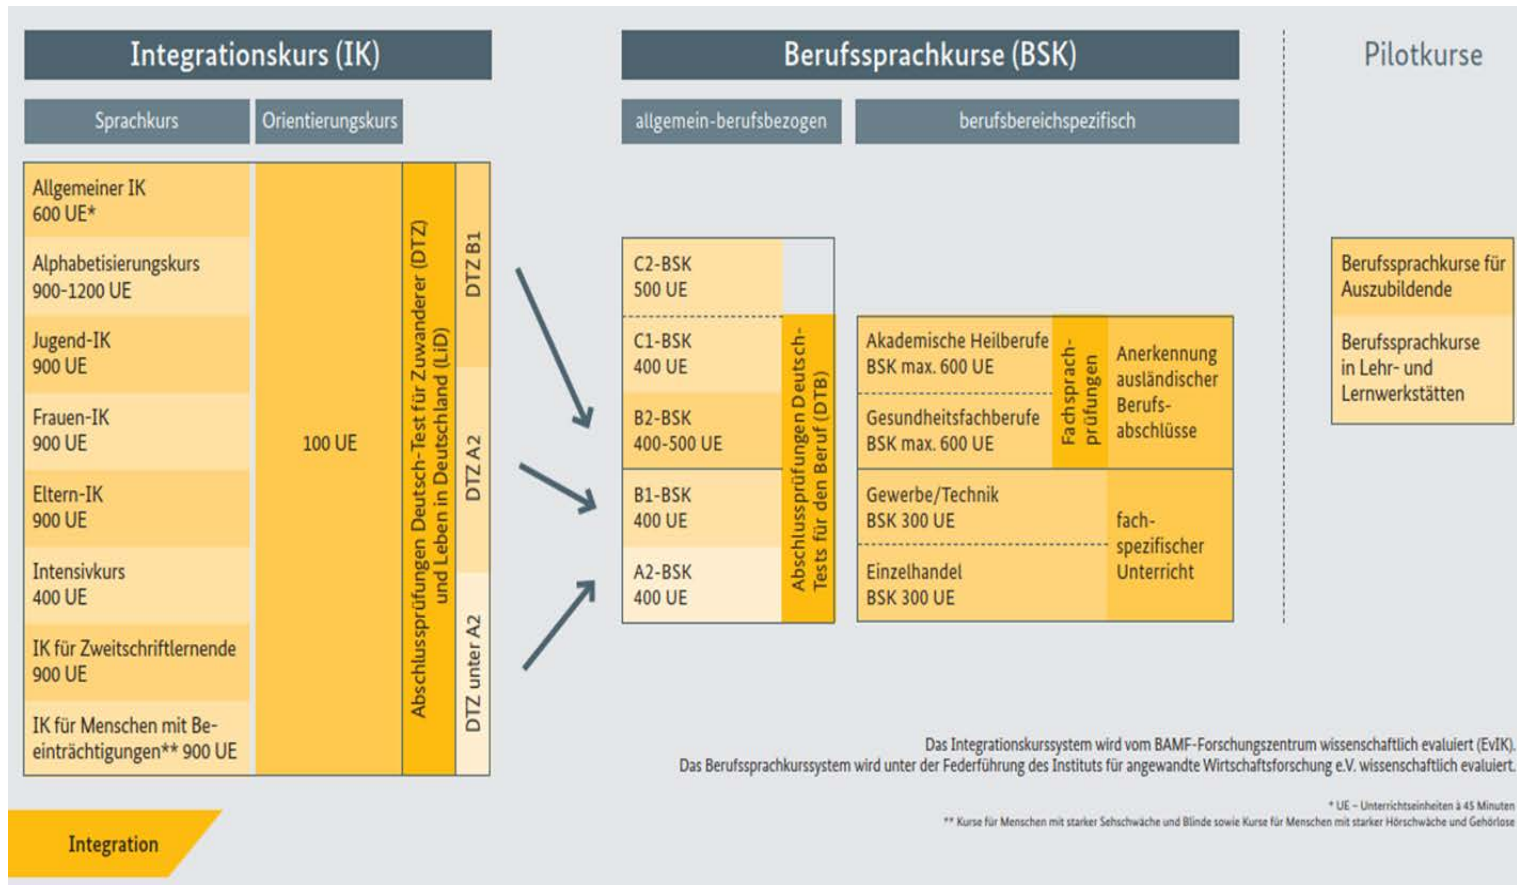 Integrationskurs (IK)
Berufssprachkurse (BSK)
Pilotkurse
Sprachkurs
Orientierungskurs
allgemein-berufsbezogen
berufsbereichspezifisch
Allgemeiner IK
600 UE*
Alphabetisierungskurs
900-1200 UE
Jugend-IK
900 UE
Frauen-IK
900 UE
Eltern-IK
900 UE
Intensivkurs
400 UE
IK für Zweitschriftlernende
900 UE
IK für Menschen mit Be-
einträchtigungen** 900 UE
100 UE
Abschlussprüfungen Deutsch-Test für Zuwanderer (DTZ)
und Leben in Deutschland (LiD)
DTZ B1
DTZ A2
DTZ unter A2
C2-BSK
500 UE
C1-BSK
400 UE
B2-BSK
400-500 UE
B1-BSK
400 UE
A2-BSK
400 UE
Abschlussprüfungen Deutsch-
Tests für den Beruf (DTB)
Akademische Heilberufe
BSK max. 600 UE
Gesundheitsfachberufe
BSK max. 600 UE
Fachsprach-
prüfungen
Anerkennung
ausländischer
Berufs-
abschlüsse
Gewerbe/Technik
BSK 300 UE
Einzelhandel
BSK 300 UE
fach-
spezifischer
Unterricht
Berufssprachkurse für
Auszubildende
Berufssprachkurse
in Lehr- und
Lernwerkstätten
Das Integrationskurssystem wird vom BAMF-Forschungszentrum wissenschaftlich evaluiert (EvIK).
Das Berufssprachkurssystem wird unter der Federführung des Instituts für angewandte Wirtschaftsforschung e.V. wissenschaftlich evaluiert.
* UE – Unterrichtseinheiten à 45 Minuten
** Kurse für Menschen mit starker Sehschwäche und Blinde sowie Kurse für Menschen mit starker Hörschwäche und Gehörlose
Integration